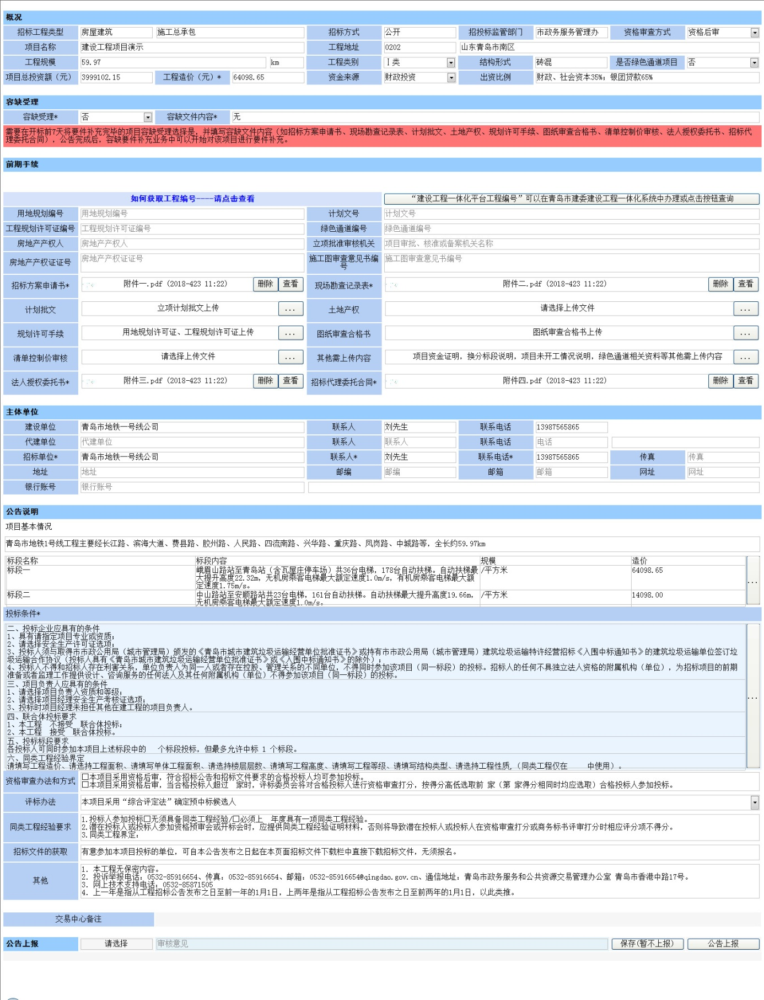 概况
招标工程类型 房屋建筑 施工总承包 招标方式 公开 招投标监管部门 市政务服务管理办 资格审查方式 资格后审
项目名称 建设工程项目演示 工程地址 0202 山东青岛市南区
工程规模 59.97 km 工程类别 Ⅰ类 结构形式 砖混 是否绿色通道项目 否
项目总投资额（元） 3999102.15 工程造价（元）* 64098.65 资金来源 财政投资 出资比例 财政、社会资本35%; 银团贷款65%
容缺受理
容缺受理* 否 容缺文件内容* 无
需要在开标前7天将要件补充完毕的项目容缺受理选择是，并填写容缺文件内容（如招标方案申请书、现场勘查记录表、计划批文、土地产权、规划许可手续、图纸审查合格书、清单控制价审核、法人授权委托书、招标代
理委托合同），公告完成后，容缺要件补充业务中可以开始对该项目进行要件补充。
前期手续
如何获取工程编号----请点击查看 “建设工程一体化平台工程编号”可以在青岛市建委建设工程一体化系统中办理或点击按钮查询
用地规划编号 用地规划编号 计划文号 计划文号
工程规划许可证编号 工程规划许可证编号 绿色通道编号 绿色通道编号
房地产产权人 房地产产权人 立项批准审核机关 项目审批、核准或备案机关名称
房地产产权证证号 房地产产权证证号 施工图审查意见书编 施工图审查意见书编号
号
招标方案申请书* 附件一.pdf (2018-423 11:22) 删除 查看 现场勘查记录表* 附件二.pdf (2018-423 11:22) 删除 查看
计划批文 立项计划批文上传 ... 土地产权 请选择上传文件 ...
规划许可手续 用地规划许可证、工程规划许可证上传 ... 图纸审查合格书 图纸审查合格书上传 ...
清单控制价审核 请选择上传文件 ... 其他需上传内容 项目资金证明，换分标段说明，项目未开工情况说明，绿色通道相关资料等其他需上传内容 ...
法人授权委托书* 附件三.pdf (2018-423 11:22) 删除 查看 招标代理委托合同* 附件四.pdf (2018-423 11:22) 删除 查看
主体单位
建设单位 青岛市地铁一号线公司 联系人 刘先生 联系电话 13987565865
代建单位 代建单位 联系人 联系人 联系电话 电话
招标单位* 青岛市地铁一号线公司 联系人* 刘先生 联系电话* 13987565865 传真 传真
地址 地址 邮编 邮编 邮箱 邮箱 网址 网址
银行账号 银行账号
公告说明
项目基本情况
青岛市地铁1号线工程主要经长江路、滨海大道、费县路、胶州路、人民路、四流南路、兴华路、重庆路、凤岗路、中城路等，全长约59.97km
标段名称 标段内容 规模 造价
标段一 峨眉山路站至青岛站（含瓦屋庄停车场）共36台电梯，178台自动扶梯。自动扶梯最 /平方米 64098.65
大提升高度22.32m，无机房乘客电梯最大额定速度1.0m/s，有机房乘客电梯最大额
定速度1.75m/s。
标段二 中山路站至安顺路站共23台电梯，161台自动扶梯。自动扶梯最大提升高度19.66m， /平方米 14098.00
无机房乘客电梯最大额定速度1.0m/s。
...
投标条件*
二、投标企业应具有的条件
1、具有请指定项目专业或资质;
2、请选择安全生产许可证选项;
3、投标人须与取得市市政公用局（城市管理局）颁发的《青岛市城市建筑垃圾运输经营单位批准证书》或持有市市政公用局（城市管理局）建筑垃圾运输特许经营招标《入围中标通知书》的建筑垃圾运输单位签订垃
圾运输合作协议（投标人具有《青岛市城市建筑垃圾运输经营单位批准证书》或《入围中标通知书》的除外）;
4、投标人不得和招标人存在利害关系，单位负责人为同一人或者存在控股、管理关系的不同单位，不得同时参加该项目（同一标段）的投标。招标人的任何不具独立法人资格的附属机构（单位），为招标项目的前期
准备或者监理工作提供设计、咨询服务的任何法人及其任何附属机构（单位）不得参加该项目（同一标段）的投标。
三、项目负责人应具有的条件
1、请选择项目负责人资质和等级;
2、请选择项目经理安全生产考核证选项;
3、投标时项目经理未担任其他在建工程的项目负责人。
...
四、联合体投标要求
1、本工程 不接受 联合体投标;
2、本工程 接受 联合体投标。
五、投标标段要求
各投标人可同时参加本项目上述标段中的 个标段投标，但最多允许中标 1 个标段。
六、同类工程经验界定
请填写工程造价、请选持工程面积、请填写单体工程面积、请选持楼层层数、请填写工程高度、请填写工程等级、请填写结构类型、请选持工程性质，（同类工程仅在 中使用）。
资格审查办法和方式 □本项目采用资格后审，符合招标公告和招标文件要求的合格投标人均可参加投标。
□本项目采用资格后审，当合格投标人超过 家时，评标委员会将对合格投标人进行资格审查打分，按得分高低选取前 家（第 家得分相同时均应选取）合格投标人参加投标。
评标办法 本项目采用“综合评定法”确定预中标候选人
同类工程经验要求 1.投标人参加投标□无须具备同类工程经验/□必须上 年度具有一项同类工程经验。
2.潜在投标人或投标人参加资格预审会或开标会时，应提供同类工程经验证明材料，否则将导致潜在投标人或投标人在资格审查打分或商务标书评审打分时相应评分项不得分。
3.同类工程界定:
招标文件的获取 有意参加本项目投标的单位，可自本公告发布之日起在本页面招标文件下载栏中直接下载招标文件，无须报名。
其他 1. 本工程无保密内容。
2. 投诉举报电话: 0532-85916654、传真: 0532-85916654、邮箱: 0532-85916654@qingdao.gov.cn、通信地址: 青岛市政务服务和公共资源交易管理办公室 青岛市香港中路17号。
3. 网上技术支持电话: 0532-85871505
4. 上一年是指从工程招标公告发布之日至前一年的1月1日，上两年是指从工程招标公告发布之日至前两年的1月1日，以此类推。
交易中心备注
公告上报 请选择 审核意见 保存(暂不上报) 公告上报